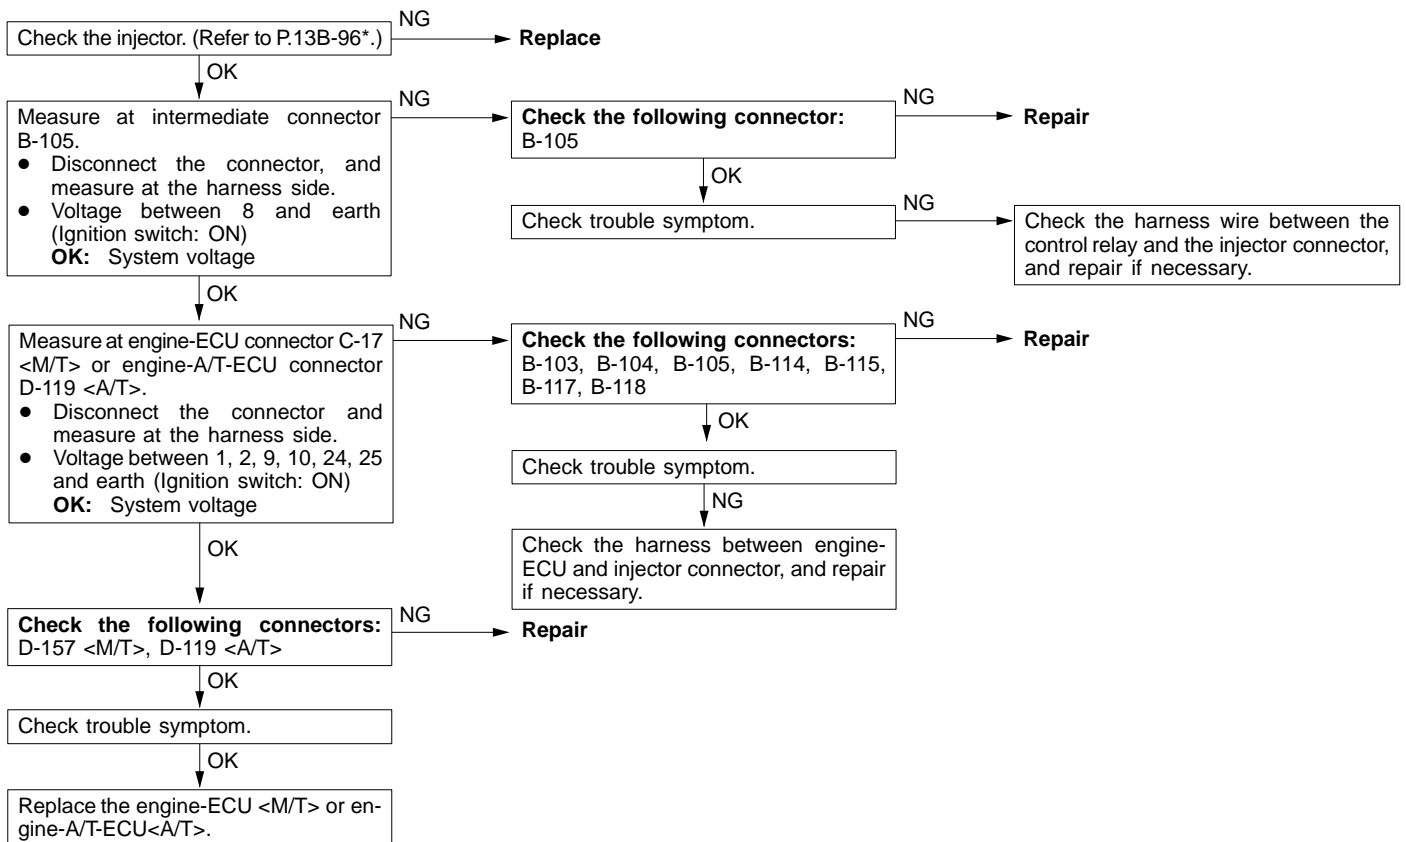 Check the injector. (Refer to P.13B-96*.)
NG
Replace
OK
Measure at intermediate connector
B-105.
● Disconnect the connector, and
measure at the harness side.
● Voltage between 8 and earth
(Ignition switch: ON)
OK: System voltage
NG
Check the following connector:
B-105
NG
Repair
OK
Check trouble symptom.
NG
Check the harness wire between the
control relay and the injector connector,
and repair if necessary.
OK
Measure at engine-ECU connector C-17
<M/T> or engine-A/T-ECU connector
D-119 <A/T>.
● Disconnect the connector and
measure at the harness side.
● Voltage between 1, 2, 9, 10, 24, 25
and earth (Ignition switch: ON)
OK: System voltage
NG
Check the following connectors:
B-103, B-104, B-105, B-114, B-115,
B-117, B-118
NG
Repair
OK
Check trouble symptom.
NG
Check the harness between engine-
ECU and injector connector, and repair
if necessary.
OK
Check the following connectors:
D-157 <M/T>, D-119 <A/T>
NG
Repair
OK
Check trouble symptom.
OK
Replace the engine-ECU <M/T> or en-
gine-A/T-ECU<A/T>.